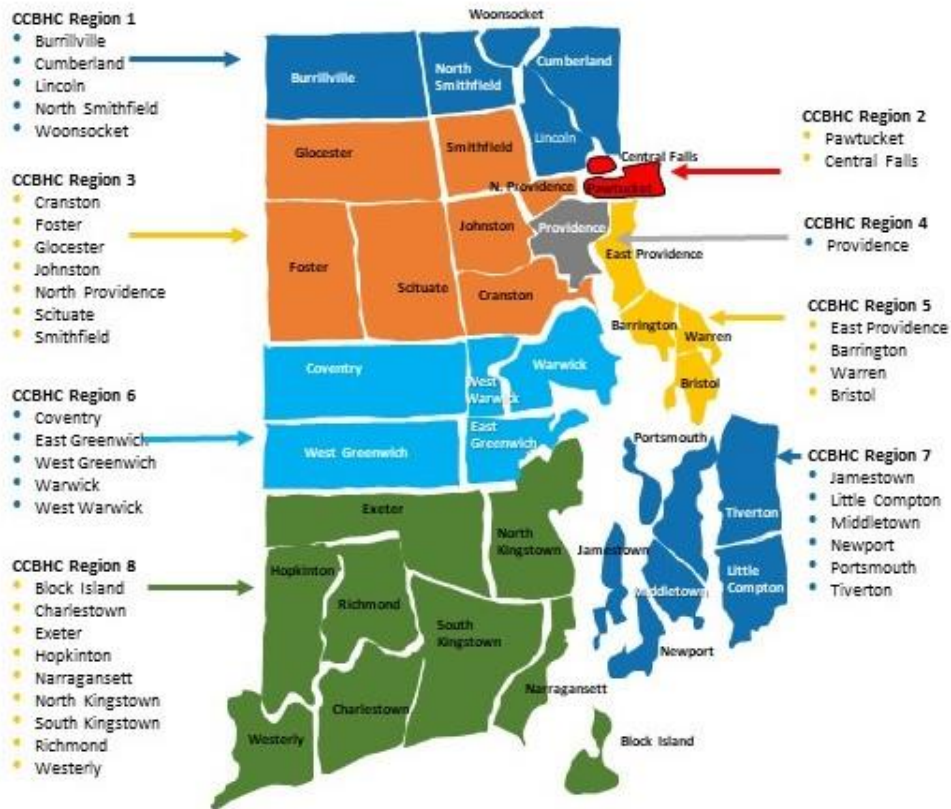 CCBHC Region 1
Burrillville
Cumberland
Lincoln
North Smithfield
Woonsocket
CCBHC Region 3
Cranston
Foster
Glocester
Johnston
North Providence
Scituate
Smithfield
CCBHC Region 6
Coventry
East Greenwich
West Greenwich
Warwick
West Warwick
CCBHC Region 8
Block Island
Charlestown
Exeter
Hopkinton
Narragansett
North Kingstown
South Kingstown
Richmond
Westerly
Woonsocket
Burrillville
North
Smithfield
Cumberland
Lincoln
Glocester
Smithfield
Central Falls
N. Providence
Pawtucket
Johnston
Providence
East Providence
Foster
Scituate
Cranston
Barrington
Warren
Bristol
Coventry
West
Warwick
Warwick
West Greenwich
East
Greenwich
Portsmouth
Exeter
North
Kingstown
Tiverton
Hopkinton
Richmond
Jamestown
Middletown
Little
Compton
South
Kingstown
Newport
Narragansett
Charlestown
Westerly
Block Island
CCBHC Region 2
Pawtucket
Central Falls
CCBHC Region 4
Providence
CCBHC Region 5
East Providence
Barrington
Warren
Bristol
CCBHC Region 7
Jamestown
Little Compton
Middletown
Newport
Portsmouth
Tiverton